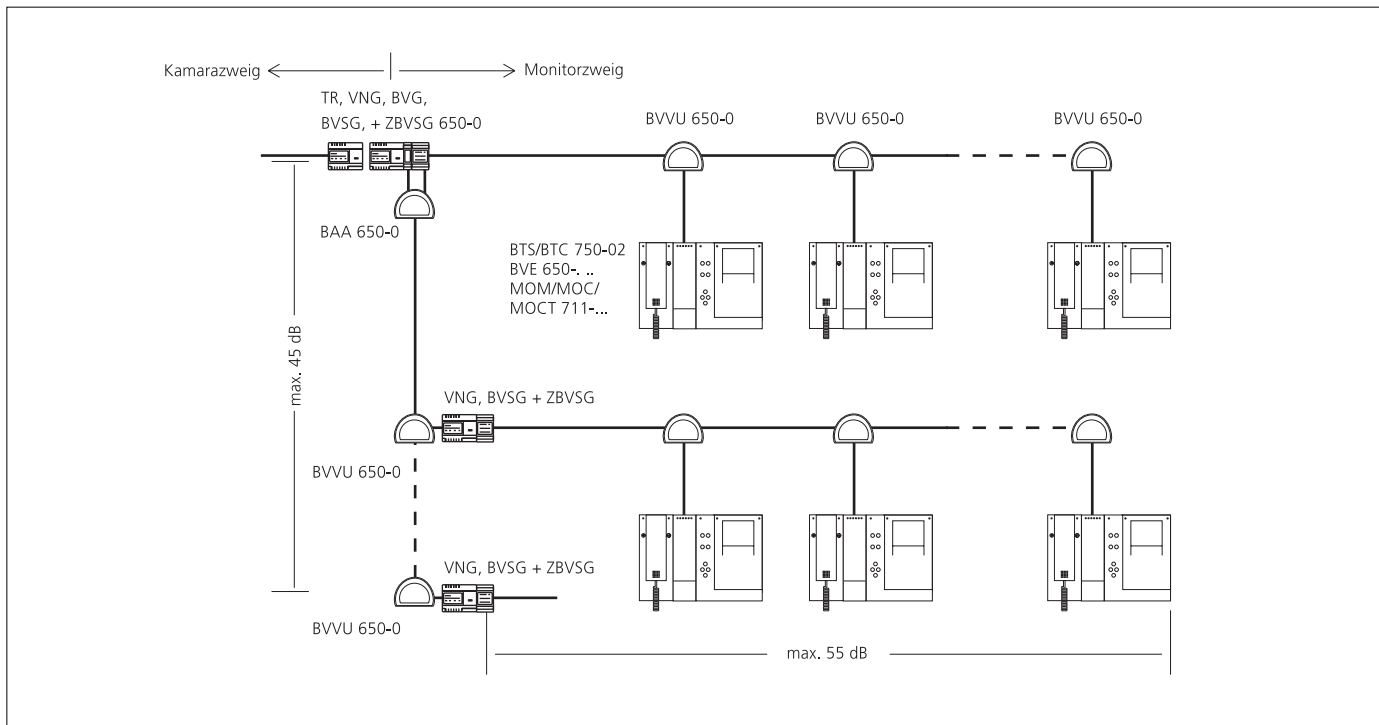 Kamarazweig
Monitorzweig
TR, VNG, BVG,
BVSG, + ZBVSG 650-0
BVVU 650-0
BVVU 650-0
BVVU 650-0
BAA 650-0
BTS/BTC 750-02
BVE 650-. ..
MOM/MOC/
MOCT 711-...
max. 45 dB
VNG, BVSG + ZBVSG
BVVU 650-0
VNG, BVSG + ZBVSG
BVVU 650-0
max. 55 dB